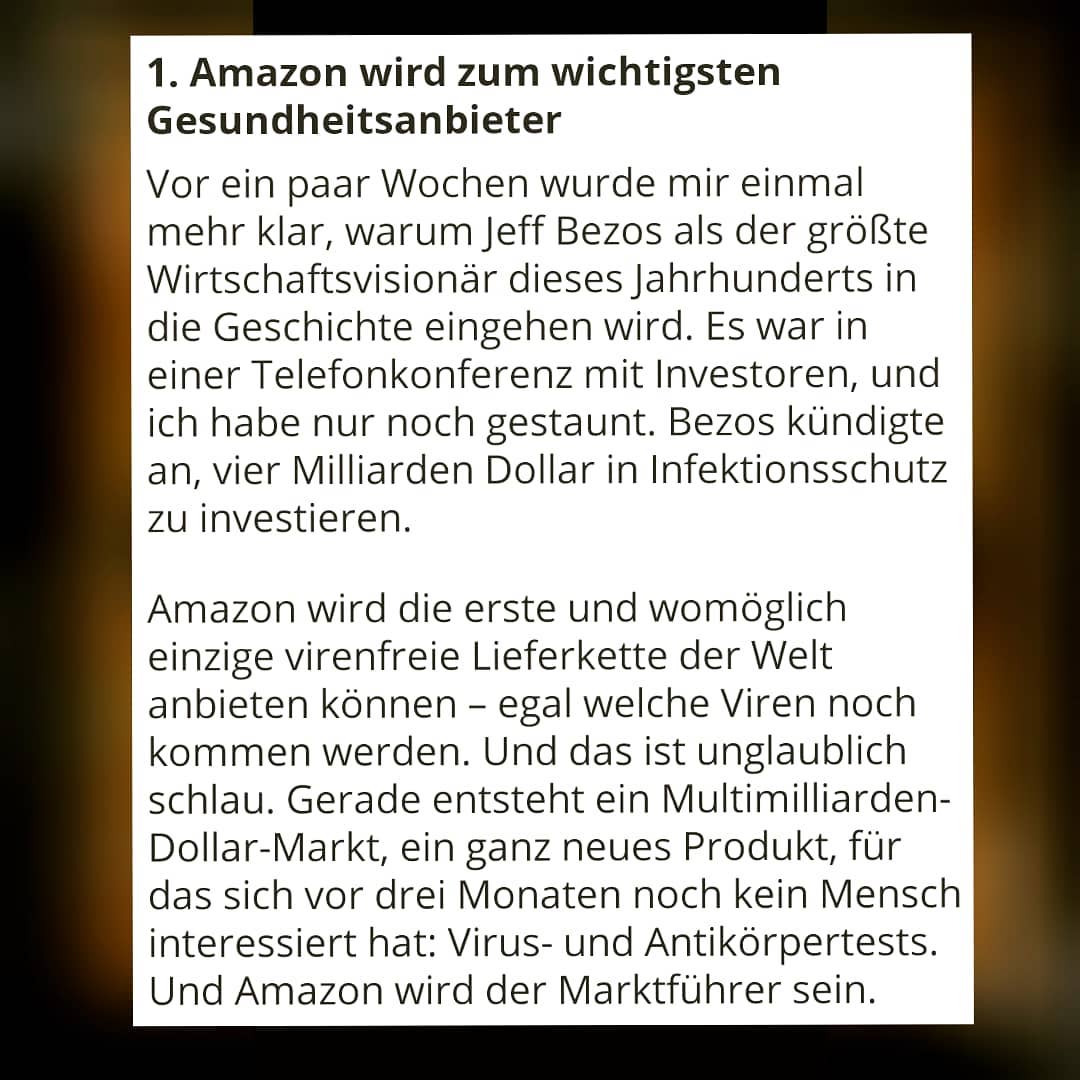 1. Amazon wird zum wichtigsten
Gesundheitsanbieter
Vor ein paar Wochen wurde mir einmal
mehr klar, warum Jeff Bezos als der größte
Wirtschaftsvisionär dieses Jahrhunderts in
die Geschichte eingehen wird. Es war in
einer Telefonkonferenz mit Investoren, und
ich habe nur noch gestaunt. Bezos kündigte
an, vier Milliarden Dollar in Infektionsschutz
zu investieren.
Amazon wird die erste und womöglich
einzige virenfreie Lieferkette der Welt
anbieten können – egal welche Viren noch
kommen werden. Und das ist unglaublich
schlau. Gerade entsteht ein Multimilliarden-
Dollar-Markt, ein ganz neues Produkt, für
das sich vor drei Monaten noch kein Mensch
interessiert hat: Virus- und Antikörpertests.
Und Amazon wird der Marktführer sein.